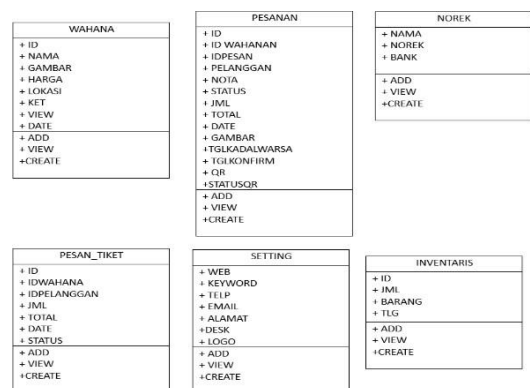 WAHANA
+ ID
+ NAMA
+ GAMBAR
+ HARGA
+ LOKASI
+ KET
+ VIEW
+ DATE
+ ADD
+ VIEW
+CREATE
PESANAN
+ ID
+ ID WAHANAN
+ IDPESAN
+ PELANGGAN
+ NOTA
+ STATUS
+ JML
+ TOTAL
+ DATE
+ GAMBAR
+TGLKADALWARSA
+ TGLKONFIRM
+ QR
+STATUSQR
+ ADD
+ VIEW
+CREATE
NOREK
+ NAMA
+ NOREK
+ BANK
+ ADD
+ VIEW
+CREATE
PESAN_TIKET
+ ID
+ IDWAHANA
+ IDPELANGGAN
+ JML
+ TOTAL
+ DATE
+ STATUS
+ ADD
+ VIEW
+CREATE
SETTING
+ WEB
+ KEYWORD
+ TELP
+ EMAIL
+ ALAMAT
+DESK
+ LOGO
+ ADD
+ VIEW
+CREATE
INVENTARIS
+ ID
+ JML
+ BARANG
+ TLG
+ ADD
+ VIEW
+CREATE